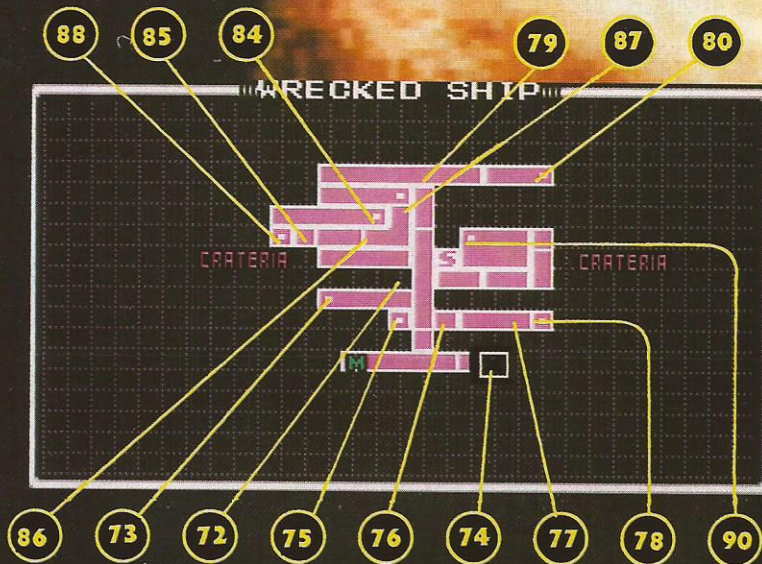 88 85 84 79 87 80
WRECKED SHIP
CRATERIA S CRATERIA
M
86 73 72 75 76 74 77 78 90